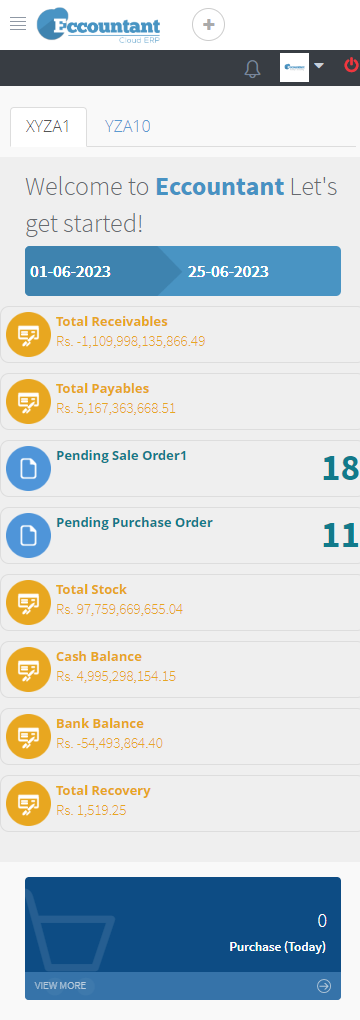 Eccountant
Cloud ERP
XYZA1 YZA10
Welcome to Eccountant Let's
get started!
01-06-2023 25-06-2023
Total Receivables
Rs. -1,109,998,135,866.49
Total Payables
Rs. 5,167,363,668.51
Pending Sale Order1
18
Pending Purchase Order
11
Total Stock
Rs. 97,759,669,655.04
Cash Balance
Rs. 4,995,298,154.15
Bank Balance
Rs. -54,493,864.40
Total Recovery
Rs. 1,519.25
0
Purchase (Today)
VIEW MORE